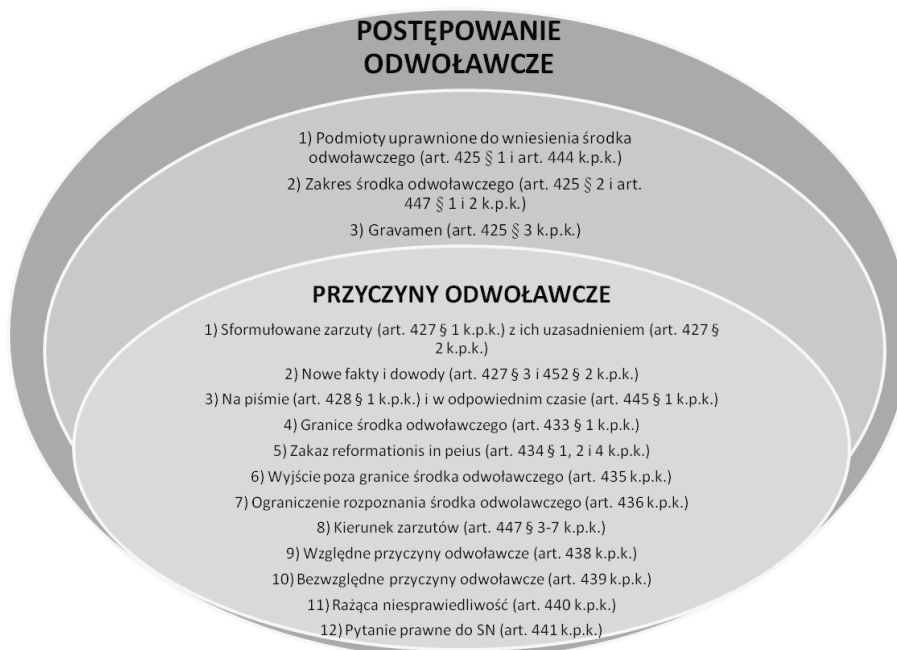 POSTĘPOWANIE
ODWOŁAWCZE
1) Podmioty uprawnione do wniesienia środka
odwoławczego (art. 425 § 1 i art. 444 k.p.k.)
2) Zakres środka odwoławczego (art. 425 § 2 i art.
447 § 1 i 2 k.p.k.)
3) Gravamen (art. 425 § 3 k.p.k.)
PRZYCZYNY ODWOŁAWCZE
1) Sformułowane zarzuty (art. 427 § 1 k.p.k.) z ich uzasadnieniem (art. 427 §
2 k.p.k.)
2) Nowe fakty i dowody (art. 427 § 3 i 452 § 2 k.p.k.)
3) Na piśmie (art. 428 § 1 k.p.k.) i w odpowiednim czasie (art. 445 § 1 k.p.k.)
4) Granice środka odwoławczego (art. 433 § 1 k.p.k.)
5) Zakaz reformationis in peius (art. 434 § 1, 2 i 4 k.p.k.)
6) Wyjście poza granice środka odwoławczego (art. 435 k.p.k.)
7) Ograniczenie rozpoznania środka odwolawczego (art. 436 k.p.k.)
8) Kierunek zarzutów (art. 447 § 3-7 k.p.k.)
9) Względne przyczyny odwoławcze (art. 438 k.p.k.)
10) Bezwzględne przyczyny odwoławcze (art. 439 k.p.k.)
11) Rażąca niesprawiedliwość (art. 440 k.p.k.)
12) Pytanie prawne do SN (art. 441 k.p.k.)